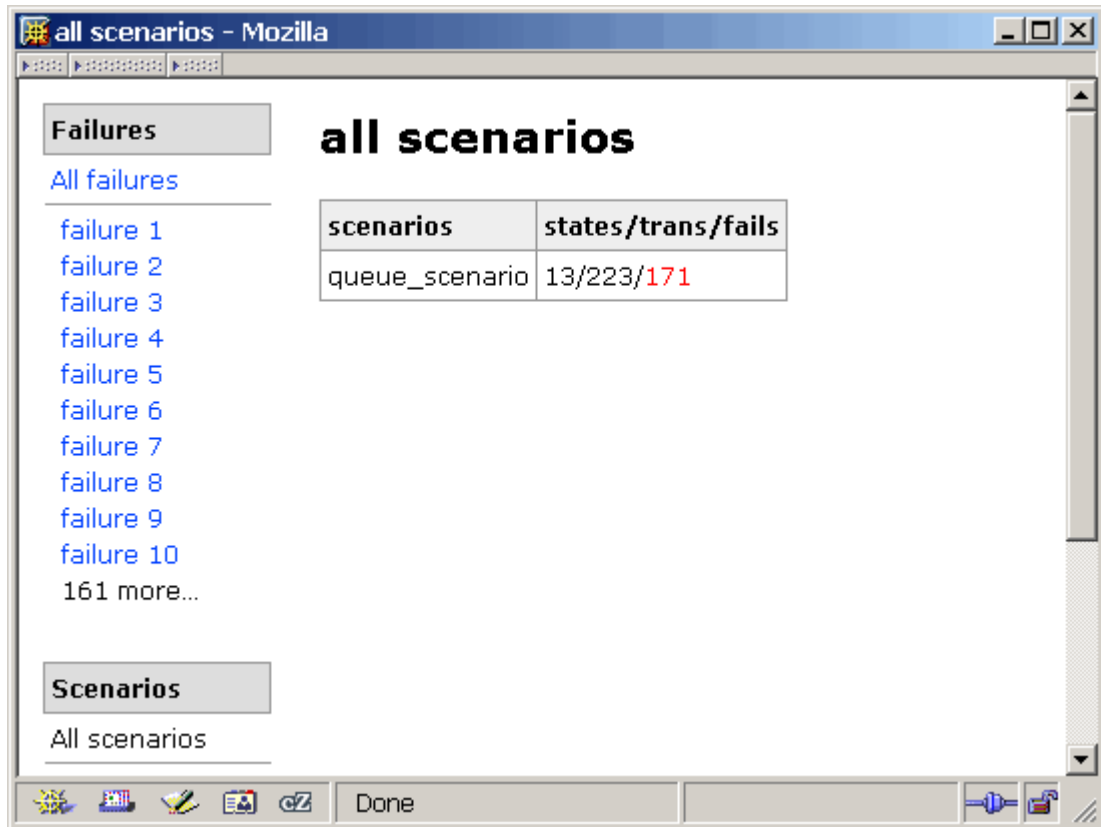 all scenarios - Mozilla
Failures
All failures
failure 1
failure 2
failure 3
failure 4
failure 5
failure 6
failure 7
failure 8
failure 9
failure 10
161 more...
Scenarios
All scenarios
all scenarios
scenarios states/trans/fails
queue_scenario 13/223/171
cZ
Done